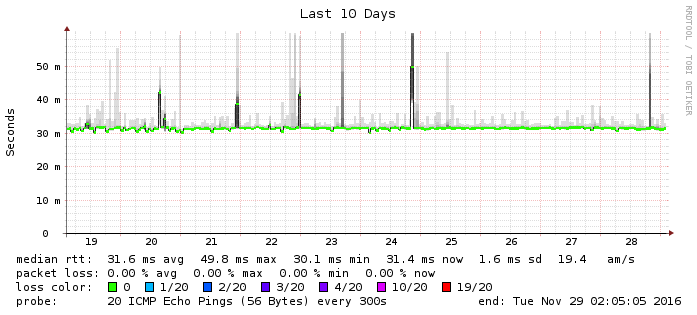 Last 10 Days
RRDTOOL / TOBI OETIKER
Seconds
50 m
40 m
30 m
20 m
10 m
0
19 20 21 22 23 24 25 26 27 28
median rtt: 31.6 ms avg 49.8 ms max 30.1 ms min 31.4 ms now 1.6 ms sd 19.4 am/s
packet loss: 0.00 % avg 0.00 % max 0.00 % min 0.00 % now
loss color: 0 1/20 2/20 3/20 4/20 10/20 19/20
probe: 20 ICMP Echo Pings (56 Bytes) every 300s end: Tue Nov 29 02:05:05 2016